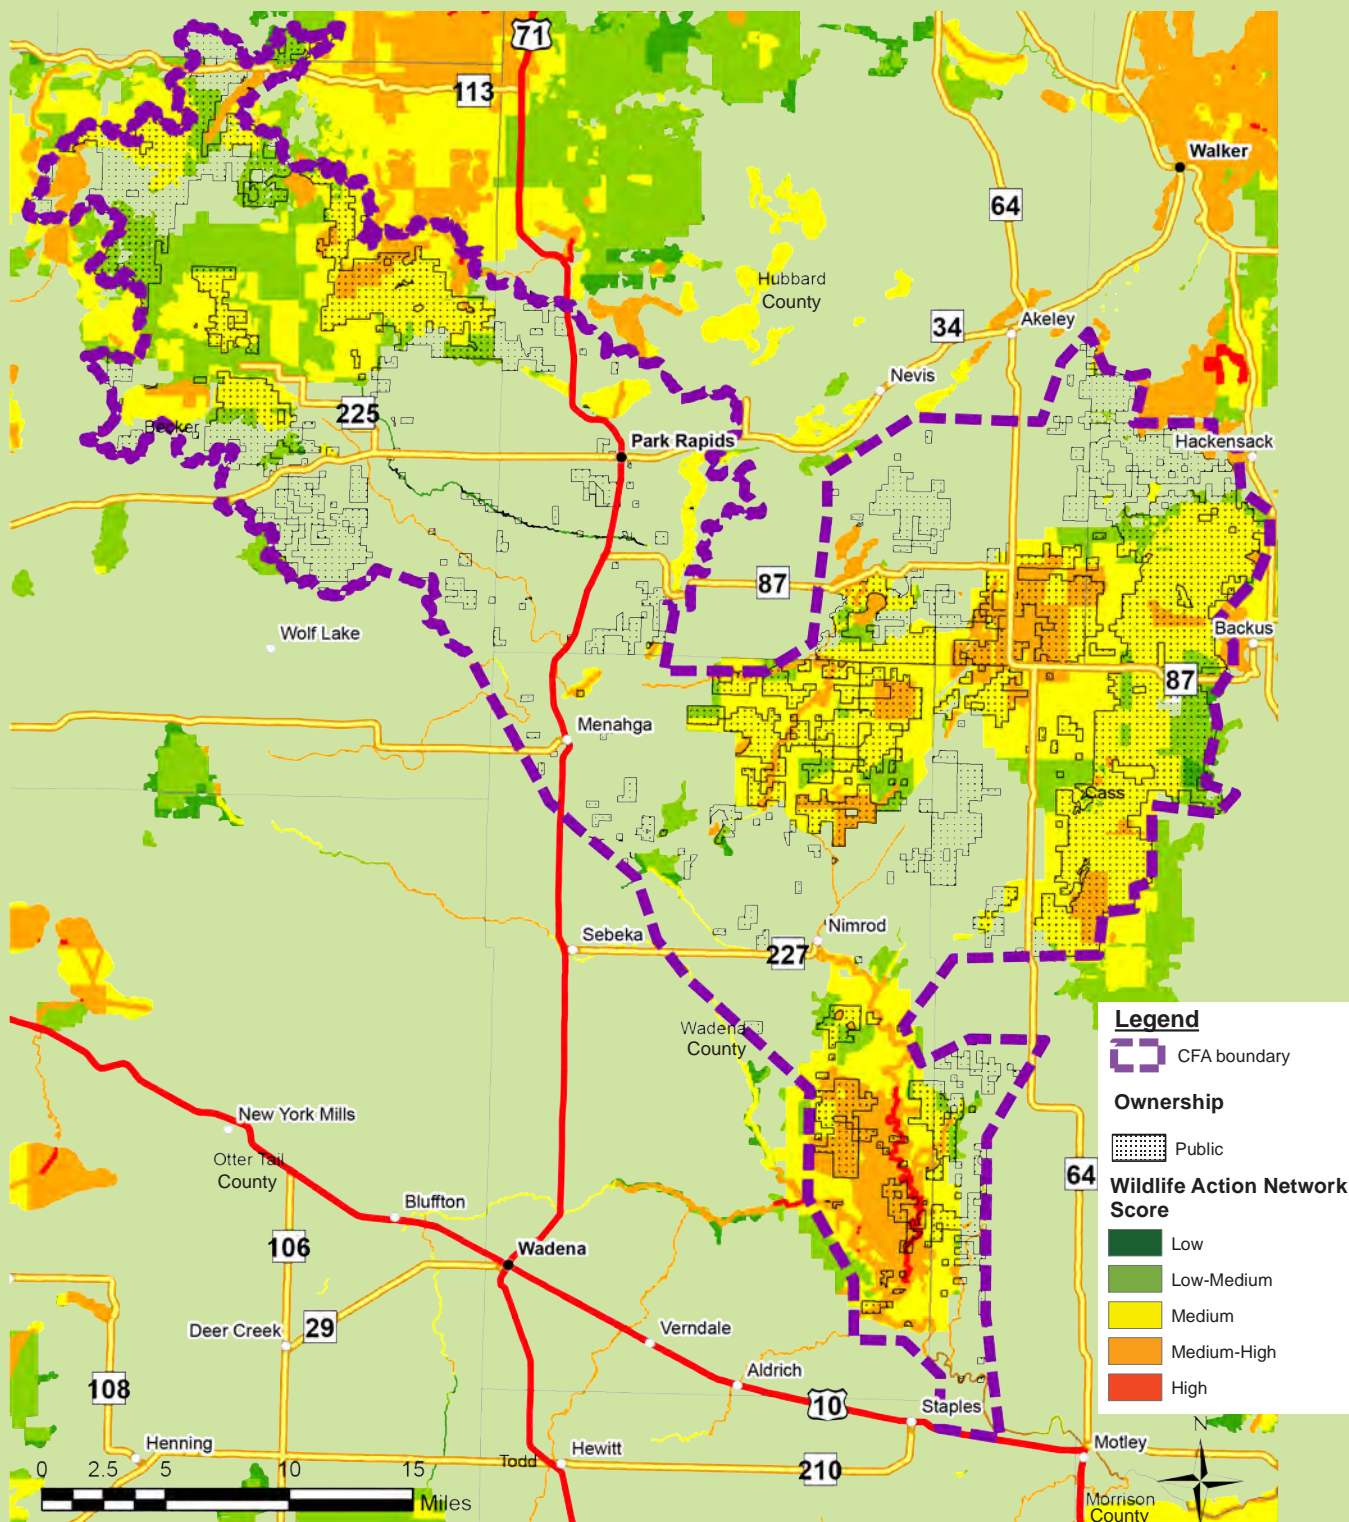 71
113
Walker
64
Hubbard
County
34
Akeley
Nevis
225
Becker
Park Rapids
Hackensack
87
Wolf Lake
Backus
87
Menahga
Cass
Nimrod
Sebeka
227
Wadena
County
Legend
CFA boundary
Ownership
Public
Wildlife Action Network
Score
Low
Low-Medium
Medium
Medium-High
High
New York Mills
Otter Tail
County
64
Bluffton
106
Wadena
Deer Creek
29
Verndale
Aldrich
108
10
Staples
N
Henning
Hewitt
Todd
210
Motley
0 2.5 5 10 15
Miles
Morrison
County